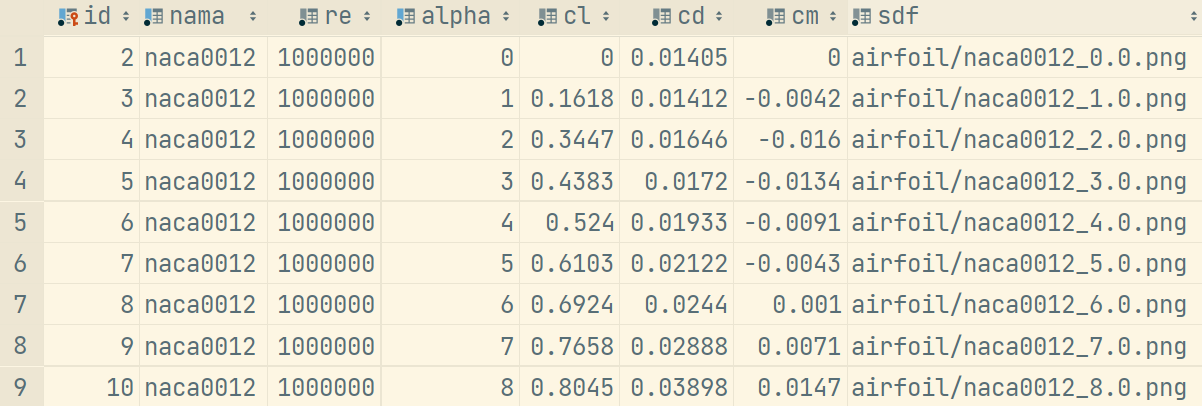 id nama re alpha cl cd cm sdf
1 2 naca0012 1000000 0 0 0.01405 0 airfoil/naca0012_0.0.png
2 3 naca0012 1000000 1 0.1618 0.01412 -0.0042 airfoil/naca0012_1.0.png
3 4 naca0012 1000000 2 0.3447 0.01646 -0.016 airfoil/naca0012_2.0.png
4 5 naca0012 1000000 3 0.4383 0.0172 -0.0134 airfoil/naca0012_3.0.png
5 6 naca0012 1000000 4 0.524 0.01933 -0.0091 airfoil/naca0012_4.0.png
6 7 naca0012 1000000 5 0.6103 0.02122 -0.0043 airfoil/naca0012_5.0.png
7 8 naca0012 1000000 6 0.6924 0.0244 0.001 airfoil/naca0012_6.0.png
8 9 naca0012 1000000 7 0.7658 0.02888 0.0071 airfoil/naca0012_7.0.png
9 10 naca0012 1000000 8 0.8045 0.03898 0.0147 airfoil/naca0012_8.0.png